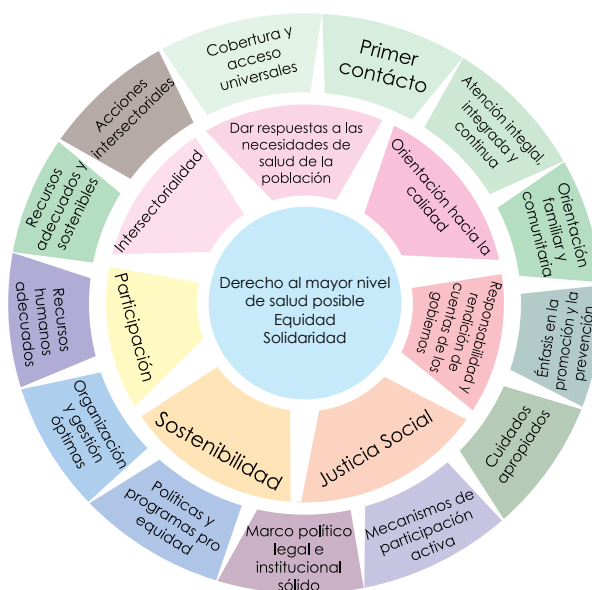 Cobertura y
acceso
universales
Primer
contácto
Atención integlal,
integrada y
continua
Orientación
familiar y
comunitaria
Énfasis en la
promoción y la
prevención
Cuidados
apropiados
Mecanismos de
participación
activa
Marco político
legal e
institucional
sólido
Políticas y
programas pro
equidad
Organización
y gestión
óptimas
Recursos
humanos
adecuados
Recursos
adecuados y
sostenibles
Acciones
intersectoriales
Dar respuestas a las
necesidades de
salud de la
población
Orientación hacia la
calidad
Responsabilidad y
rendición de
cuentas de los
gobiernos
Justicia Social
Sostenibilidad
Participación
Intersectorialidad
Derecho al mayor nivel
de salud posible
Equidad
Solidaridad